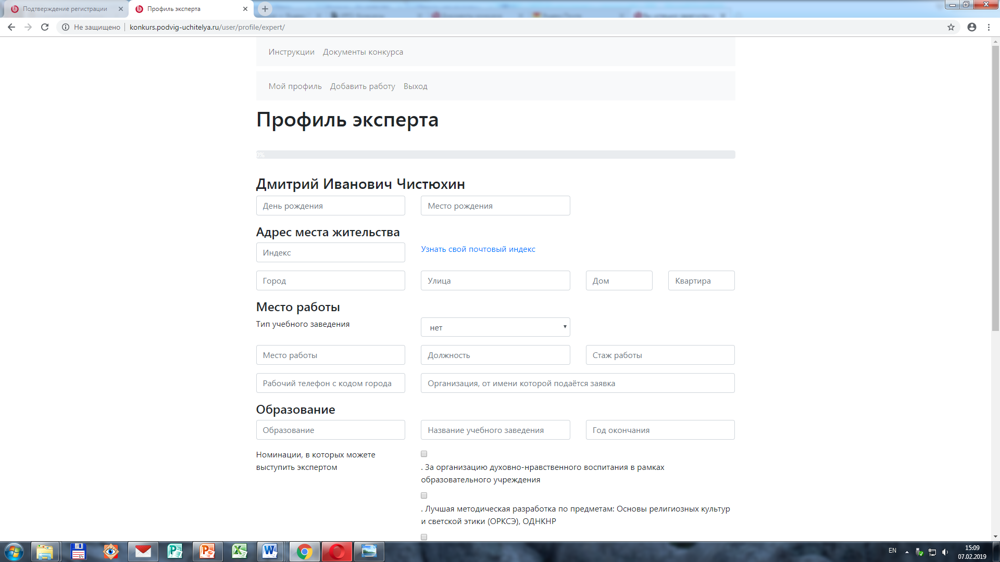 Подтверждение регистрации
Профиль эксперта
Не защищено
konkurs.podvig-uchitelya.ru/user/profile/expert/
Инструкции Документы конкурса
Мой профиль Добавить работу Выход
Профиль эксперта
0%
Дмитрий Иванович Чистюхин
День рождения Место рождения
Адрес места жительства
Индекс Узнать свой почтовый индекс
Город Улица Дом Квартира
Место работы
Тип учебного заведения нет
Место работы Должность Стаж работы
Рабочий телефон с кодом города Организация, от имени которой подаётся заявка
Образование
Образование Название учебного заведения Год окончания
Номинации, в которых можете
выступить экспертом
. За организацию духовно-нравственного воспитания в рамках
образовательного учреждения
. Лучшая методическая разработка по предметам: Основы религиозных культур
и светской этики (ОРКСЭ), ОДНКНР
EN
15:09
07.02.2019